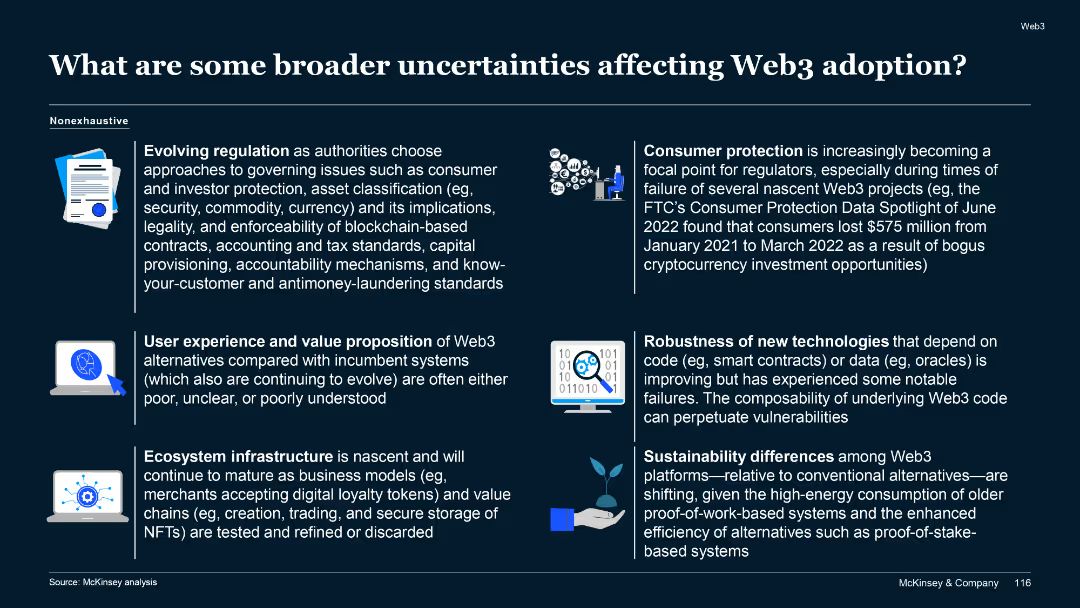 Web3
What are some broader uncertainties affecting Web3 adoption?
Nonexhaustive
Evolving regulation as authorities choose
approaches to governing issues such as consumer
and investor protection, asset classification (eg,
security, commodity, currency) and its implications,
legality, and enforceability of blockchain-based
contracts, accounting and tax standards, capital
provisioning, accountability mechanisms, and know-
your-customer and antimoney-laundering standards
User experience and value proposition of Web3
alternatives compared with incumbent systems
(which also are continuing to evolve) are often either
poor, unclear, or poorly understood
Ecosystem infrastructure is nascent and will
continue to mature as business models (eg,
merchants accepting digital loyalty tokens) and value
chains (eg, creation, trading, and secure storage of
NFTs) are tested and refined or discarded
Consumer protection is increasingly becoming a
focal point for regulators, especially during times of
failure of several nascent Web3 projects (eg, the
FTC's Consumer Protection Data Spotlight of June
2022 found that consumers lost $575 million from
January 2021 to March 2022 as a result of bogus
cryptocurrency investment opportunities)
Robustness of new technologies that depend on
code (eg, smart contracts) or data (eg, oracles) is
improving but has experienced some notable
failures. The composability of underlying Web3 code
can perpetuate vulnerabilities
Sustainability differences among Web3
platforms—relative to conventional alternatives—are
shifting, given the high-energy consumption of older
proof-of-work-based systems and the enhanced
efficiency of alternatives such as proof-of-stake-
based systems
Source: McKinsey analysis
McKinsey & Company 116